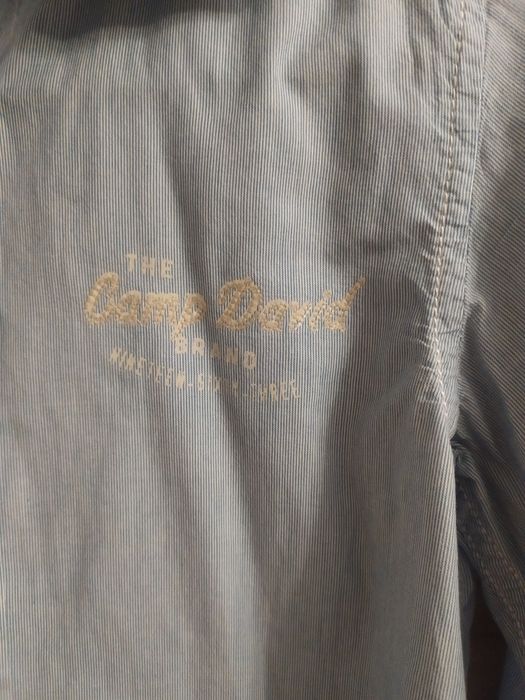 THE
Camp David
BRAND
NINETEEN-SIXTY-THREE